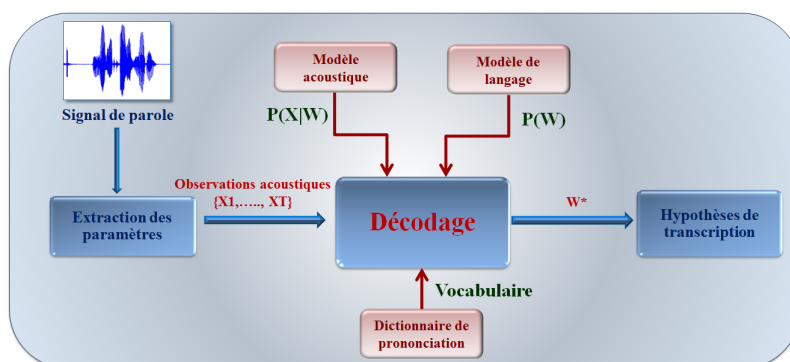 Signal de parole
Modèle
acoustique
Modèle de
langage
P(X|W)
P(W)
Extraction des
paramètres
Observations acoustiques
{X1,....., XT}
Décodage
W*
Hypothèses de
transcription
Vocabulaire
Dictionnaire de
prononciation